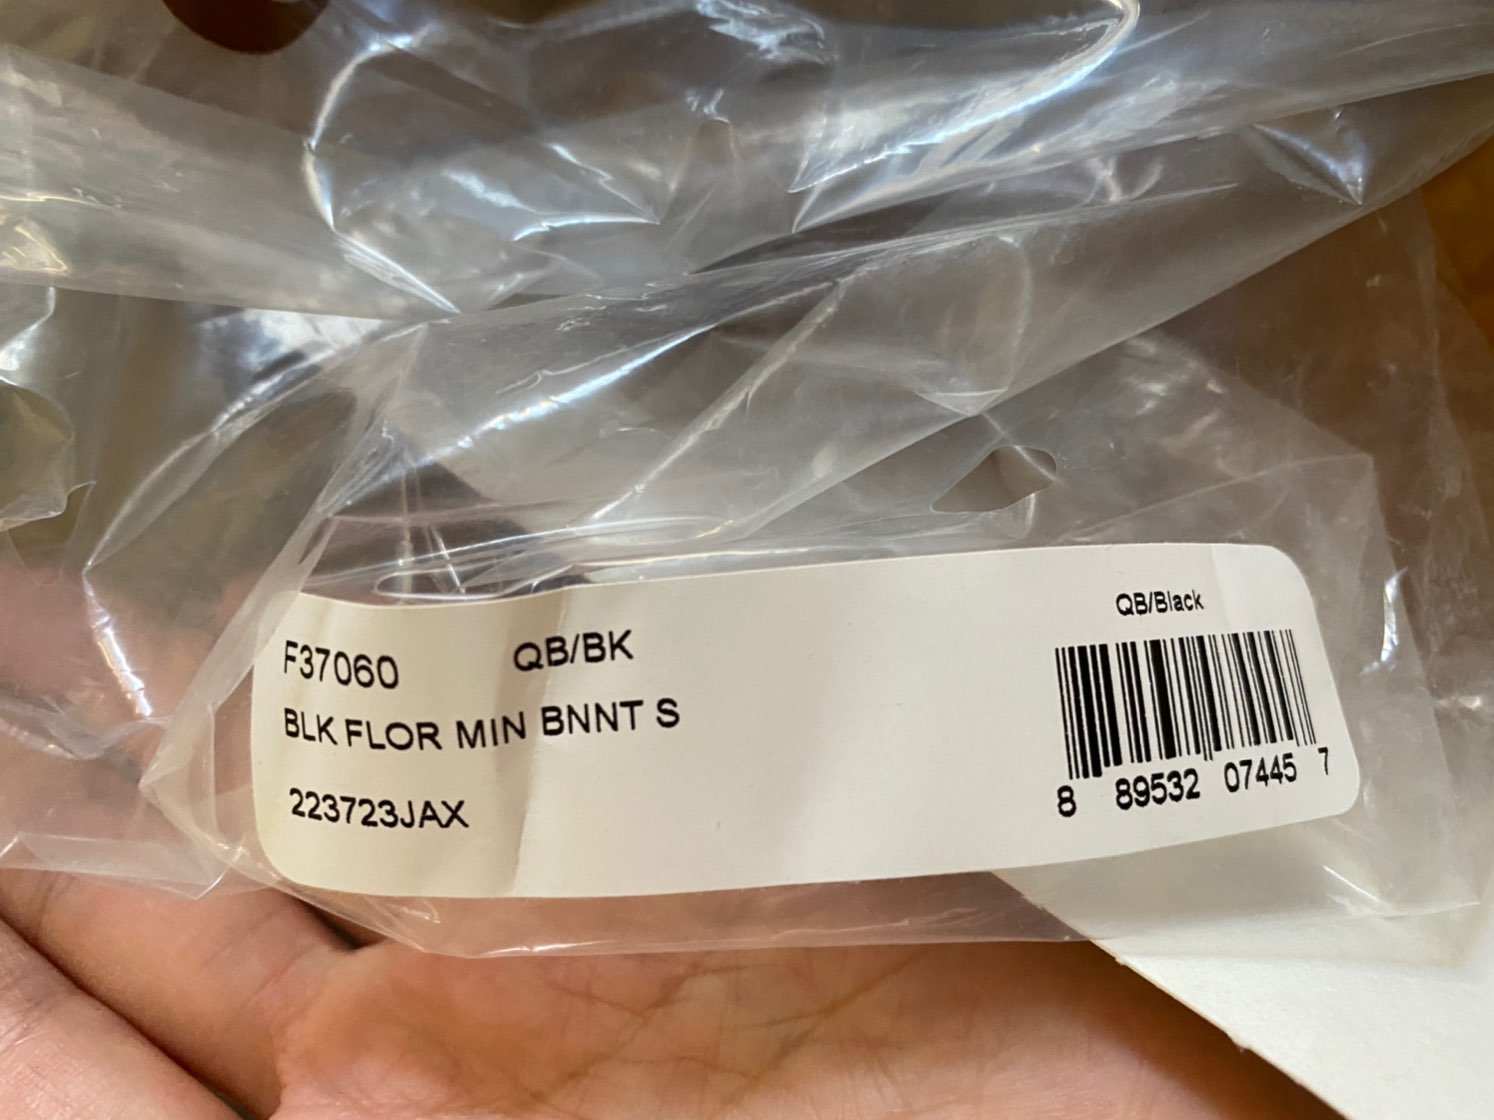 F37060 QB/BK
BLK FLOR MIN BNNT S
223723JAX
QB/Black
8 89532 07445 7